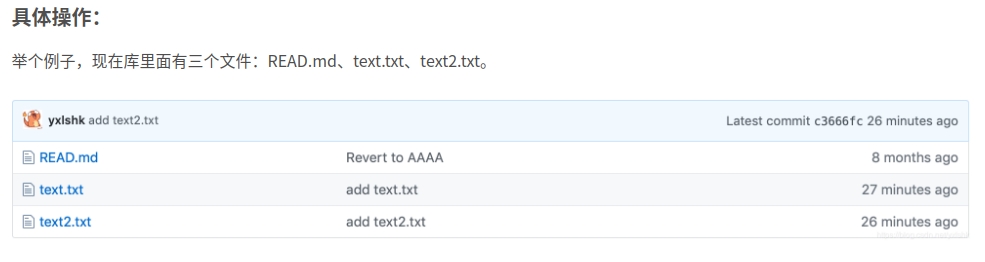 具体操作：
举个例子，现在库里面有三个文件：READ.md、text.txt、text2.txt。
yxlshk add text2.txt Latest commit c3666fc 26 minutes ago
READ.md Revert to AAAA 8 months ago
text.txt add text.txt 27 minutes ago
text2.txt add text2.txt 26 minutes ago